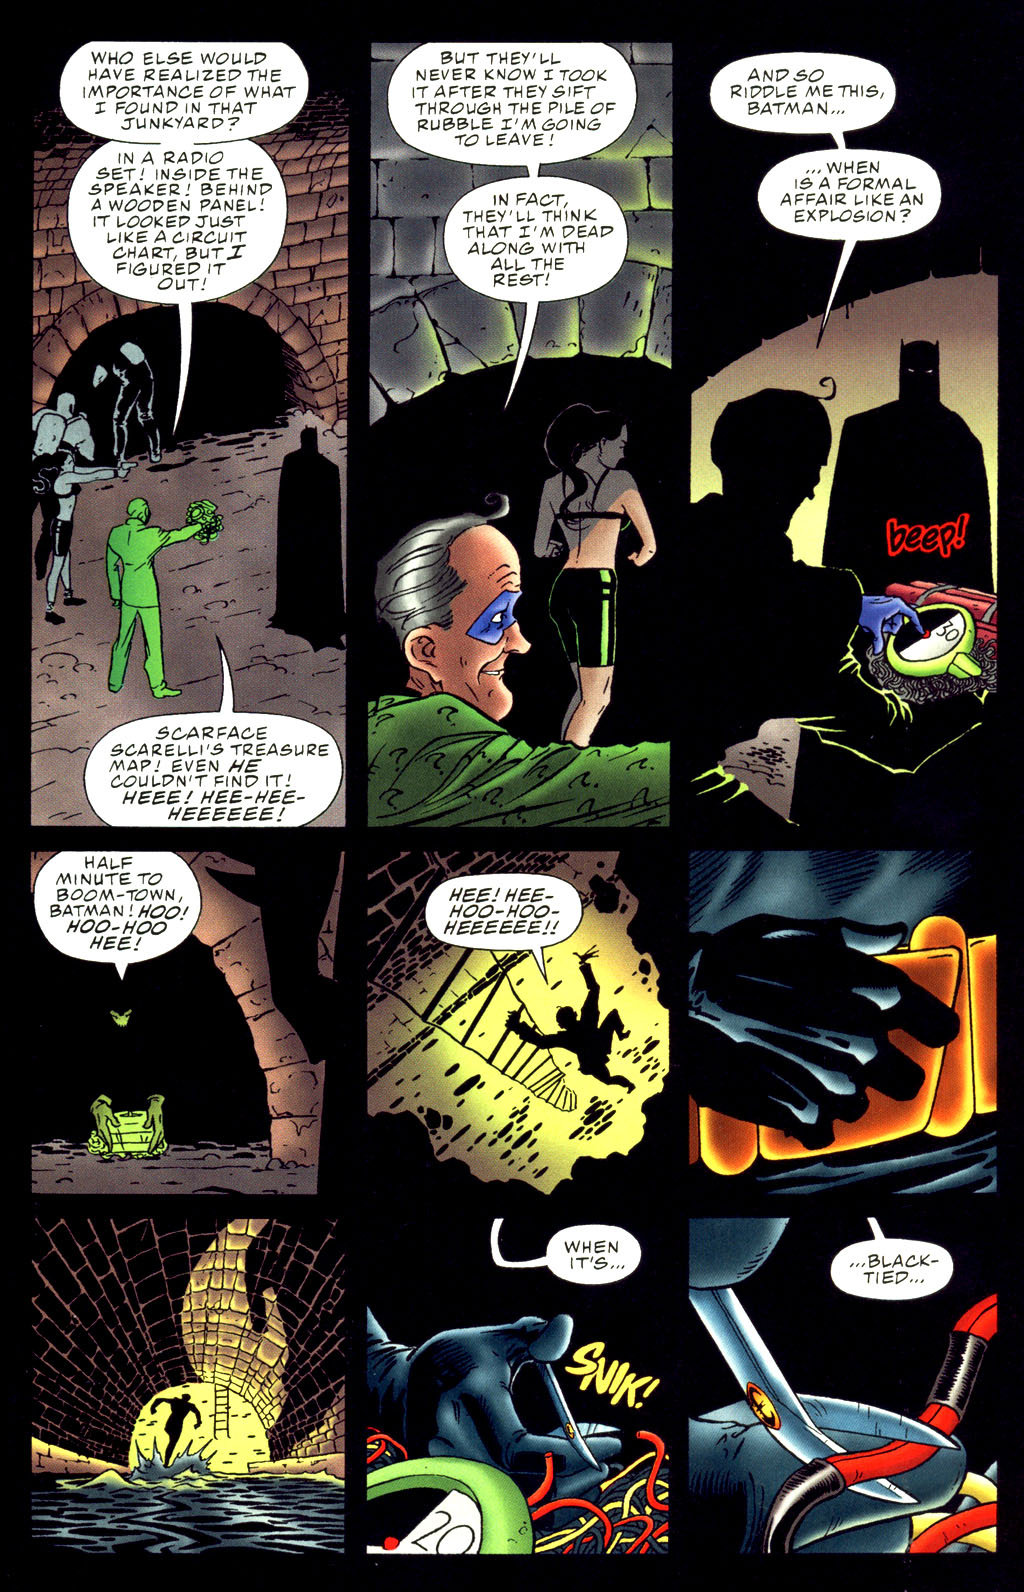 WHO ELSE WOULD
HAVE REALIZED THE
IMPORTANCE OF WHAT
I FOUND IN THAT
JUNKYARD?
IN A RADIO
SET! INSIDE THE
SPEAKER! BEHIND
A WOODEN PANEL!
IT LOOKED JUST
LIKE A CIRCUIT
CHART, BUT I
FIGURED IT
OUT!
SCARFACE
SCARELLI'S TREASURE
MAP! EVEN HE
COULDN'T FIND IT!
HEEE! HEE-HEE-
HEEEEEE!
BUT THEY'LL
NEVER KNOW I TOOK
IT AFTER THEY SIFT
THROUGH THE PILE OF
RUBBLE I'M GOING
TO LEAVE!
IN FACT,
THEY'LL THINK
THAT I'M DEAD
ALONG WITH
ALL THE
REST!
AND SO
RIDDLE ME THIS,
BATMAN...
...WHEN
IS A FORMAL
AFFAIR LIKE AN
EXPLOSION?
beep!
30
HALF
MINUTE TO
BOOM-TOWN,
BATMAN! HOO!
HOO-HOO
HEE!
HEE! HEE-
HOO-HOO-
HEEEEEE!!
WHEN
IT'S...
SNIK!
20
...BLACK-
TIED...